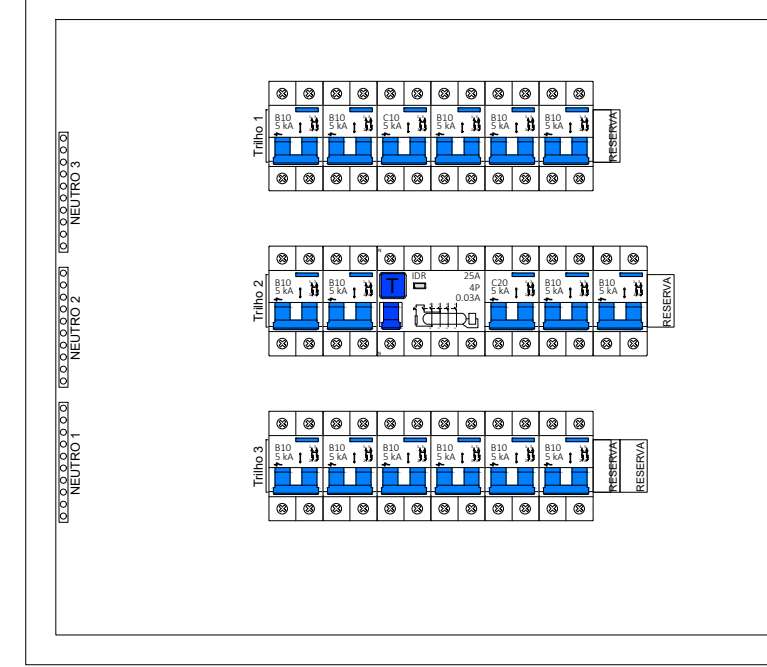 Trilho 1
B10
5 kA
B10
5 kA
C10
5 kA
B10
5 kA
B10
5 kA
B10
5 kA
RESERVA
NEUTRO 3
Trilho 2
N
B10
5 kA
B10
5 kA
T
IDR
25A
4P
0.03A
C20
5 kA
B10
5 kA
B10
5 kA
RESERVA
N
NEUTRO 2
Trilho 3
B10
5 kA
B10
5 kA
B10
5 kA
B10
5 kA
B10
5 kA
B10
5 kA
RESERVA
RESERVA
NEUTRO 1